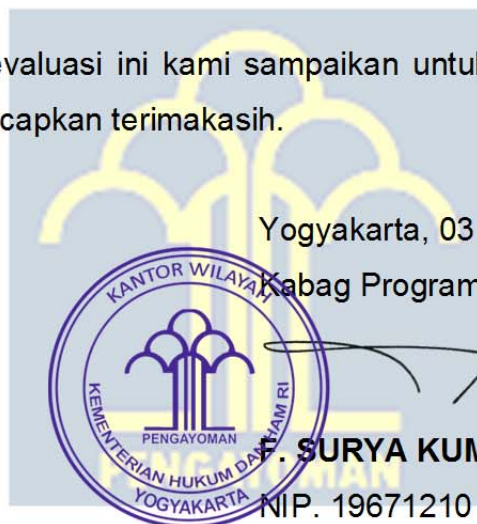 evaluasi ini kami sampaikan untuk
capkan terimakasih.
Yogyakarta, 03
Kabag Program
KANTOR WILAYAH
KEMENTERIAN HUKUM DAN HAM RI
PENGAYOMAN
YOGYAKARTA
F. SURYA KUM
PENGAYOMAN
NIP. 19671210